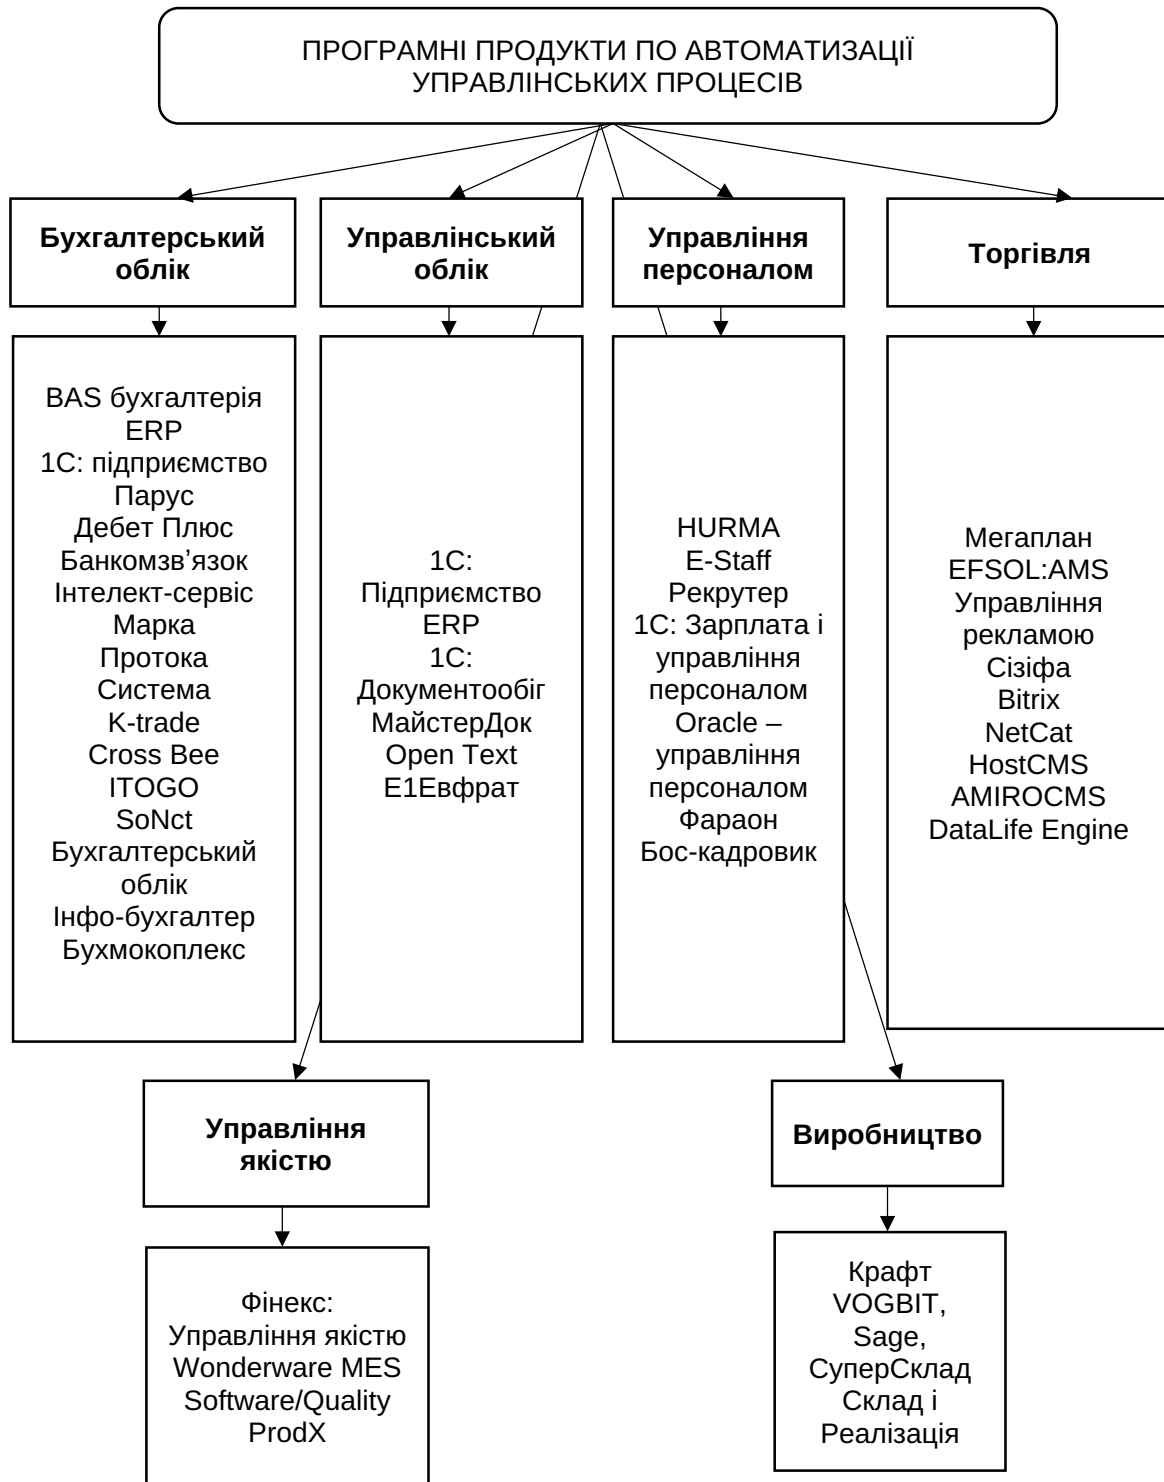 ПРОГРАМНІ ПРОДУКТИ ПО АВТОМАТИЗАЦІЇ
УПРАВЛІНСЬКИХ ПРОЦЕСІВ
Бухгалтерський
облік
Управлінський
облік
Управління
персоналом
Торгівля
BAS бухгалтерія
ERP
1С: підприємство
Парус
Дебет Плюс
Банкомзв’язок
Інтелект-сервіс
Марка
Протока
Система
K-trade
Cross Bee
ITOGO
SoNct
Бухгалтерський
облік
Інфо-бухгалтер
Бухмокоплекс
1С:
Підприємство
ERP
1С:
Документообіг
МайстерДок
Open Text
Е1Евфрат
HURMA
E-Staff
Рекрутер
1С: Зарплата і
управління
персоналом
Oracle –
управління
персоналом
Фараон
Бос-кадровик
Мегаплан
EFSOL:AMS
Управління
рекламою
Сізіфа
Bitrix
NetCat
HostCMS
AMIROCMS
DataLife Engine
Управління
якістю
Виробництво
Фінекс:
Управління якістю
Wonderware MES
Software/Quality
ProdX
Крафт
VOGBIT,
Sage,
СуперСклад
Склад і
Реалізація